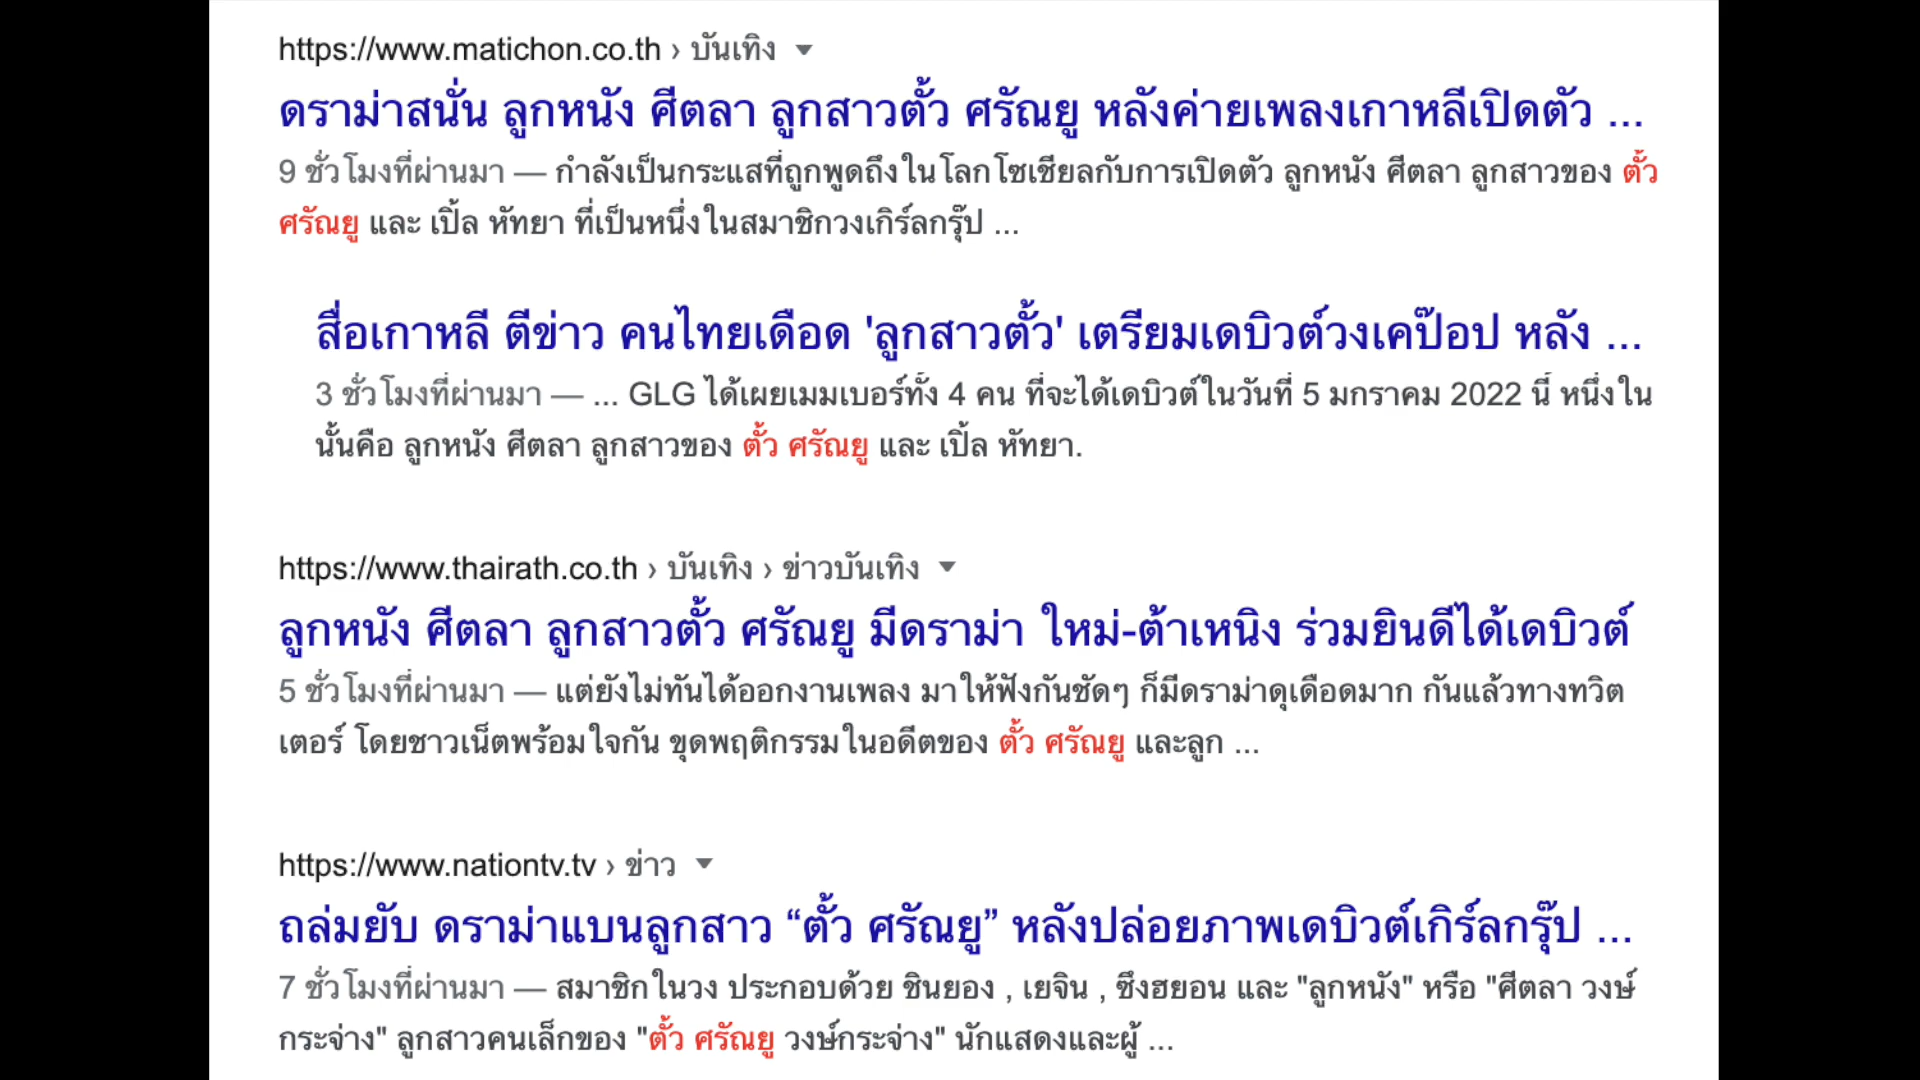 https://www.matichon.co.th › บันเทิง
ดราม่าสนั่น ลูกหนัง ศีตลา ลูกสาวตั้ว ศรัณยู หลังค่ายเพลงเกาหลีเปิดตัว ...
9 ชั่วโมงที่ผ่านมา — กำลังเป็นกระแสที่ถูกพูดถึงในโลกโซเชียลกับการเปิดตัว ลูกหนัง ศีตลา ลูกสาวของ ตั้ว
ศรัณยู และ เปิ้ล หัทยา ที่เป็นหนึ่งในสมาชิกวงเกิร์ลกรุ๊ป ...
สื่อเกาหลี ตีข่าว คนไทยเดือด 'ลูกสาวตั้ว' เตรียมเดบิวต์วงเคป๊อป หลัง ...
3 ชั่วโมงที่ผ่านมา — ... GLG ได้เผยเมมเบอร์ทั้ง 4 คน ที่จะได้เดบิวต์ในวันที่ 5 มกราคม 2022 นี้ หนึ่งใน
นั้นคือ ลูกหนัง ศีตลา ลูกสาวของ ตั้ว ศรัณยู และ เปิ้ล หัทยา.
https://www.thairath.co.th › บันเทิง › ข่าวบันเทิง
ลูกหนัง ศีตลา ลูกสาวตั้ว ศรัณยู มีดราม่า ใหม่-ต้าเหนิง ร่วมยินดีได้เดบิวต์
5 ชั่วโมงที่ผ่านมา — แต่ยังไม่ทันได้ออกงานเพลง มาให้ฟังกันชัดๆ ก็มีดราม่าดุเดือดมาก กันแล้วทางทวิต
เตอร์ โดยชาวเน็ตพร้อมใจกัน ขุดพฤติกรรมในอดีตของ ตั้ว ศรัณยู และลูก ...
https://www.nationtv.tv › ข่าว
ถล่มยับ ดราม่าแบนลูกสาว “ตั้ว ศรัณยู” หลังปล่อยภาพเดบิวต์เกิร์ลกรุ๊ป ...
7 ชั่วโมงที่ผ่านมา — สมาชิกในวง ประกอบด้วย ชินยอง , เยจิน , ซึงฮยอน และ "ลูกหนัง" หรือ "ศีตลา วงษ์
กระจ่าง" ลูกสาวคนเล็กของ "ตั้ว ศรัณยู วงษ์กระจ่าง" นักแสดงและผู้ ...